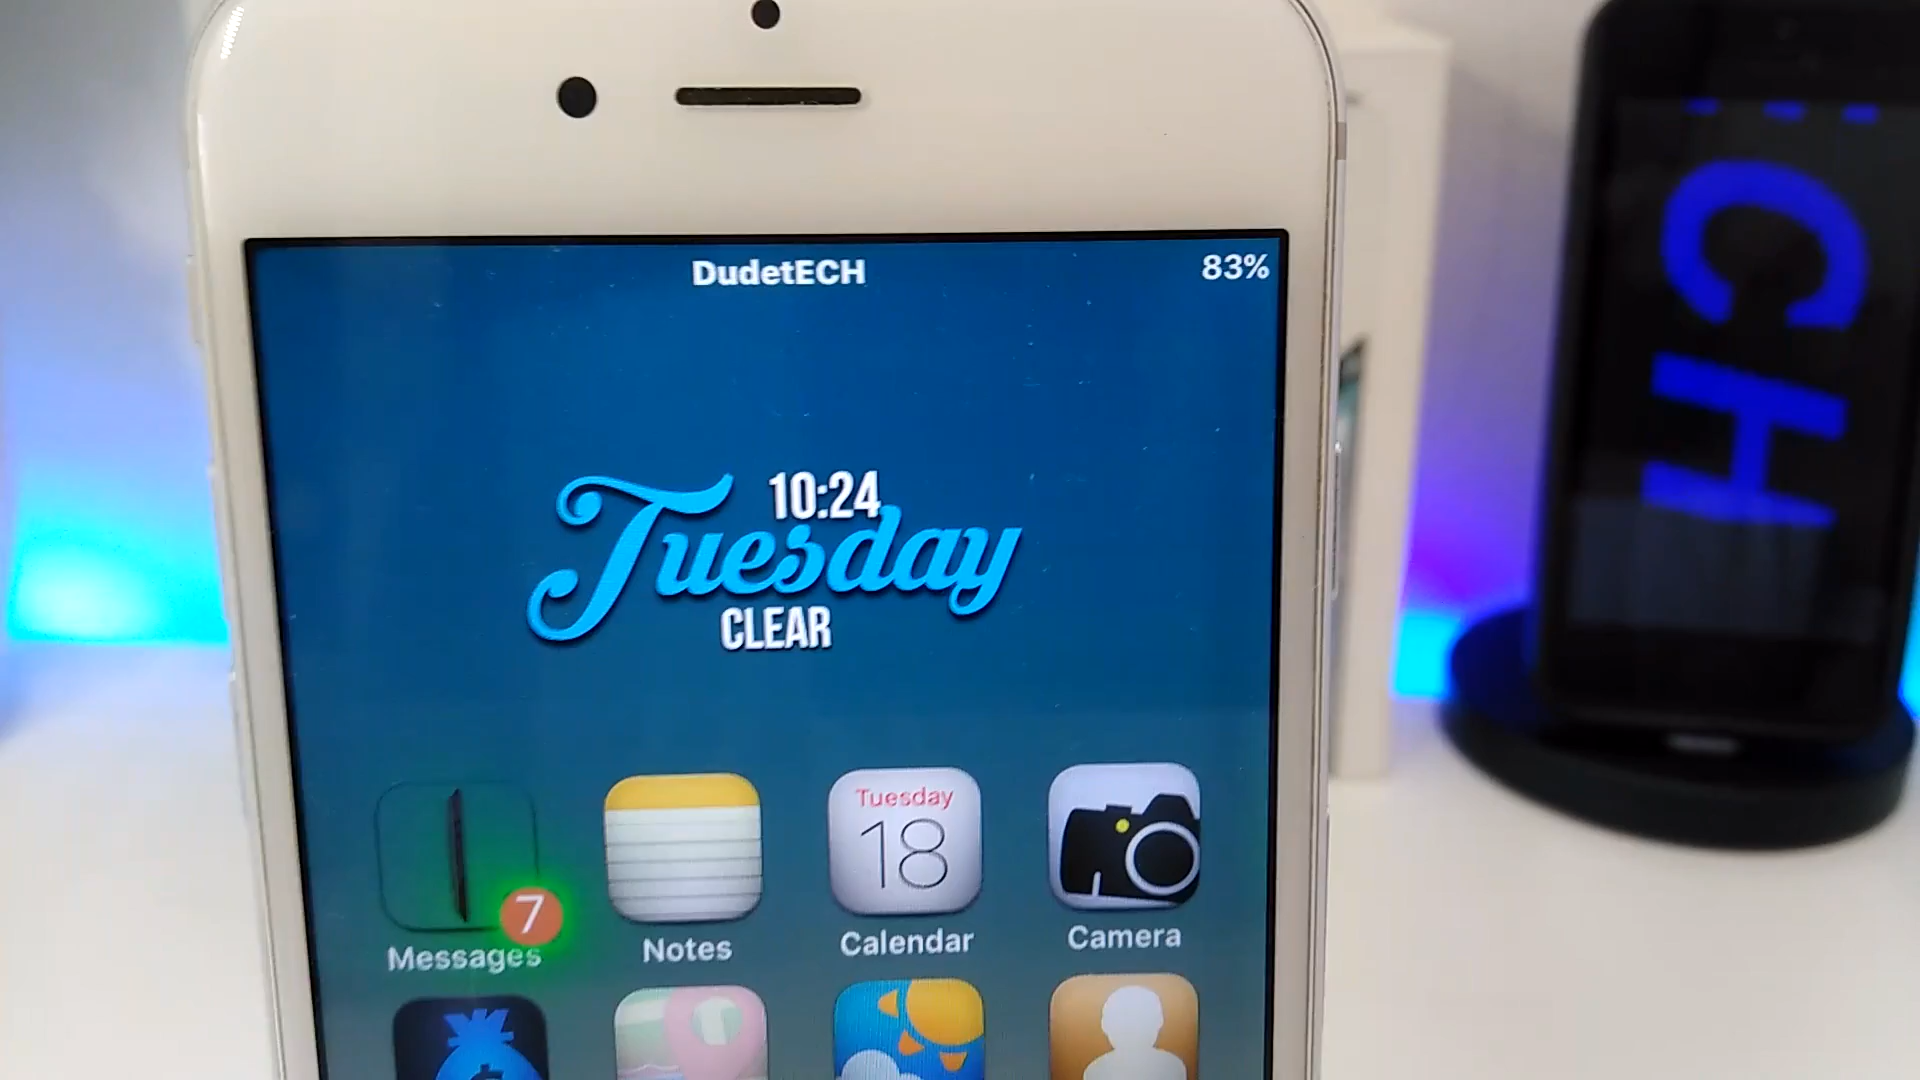 DudetECH
83%
10:24
Tuesday
CLEAR
7
Tuesday
18
Messages
Notes
Calendar
Camera
$
CH